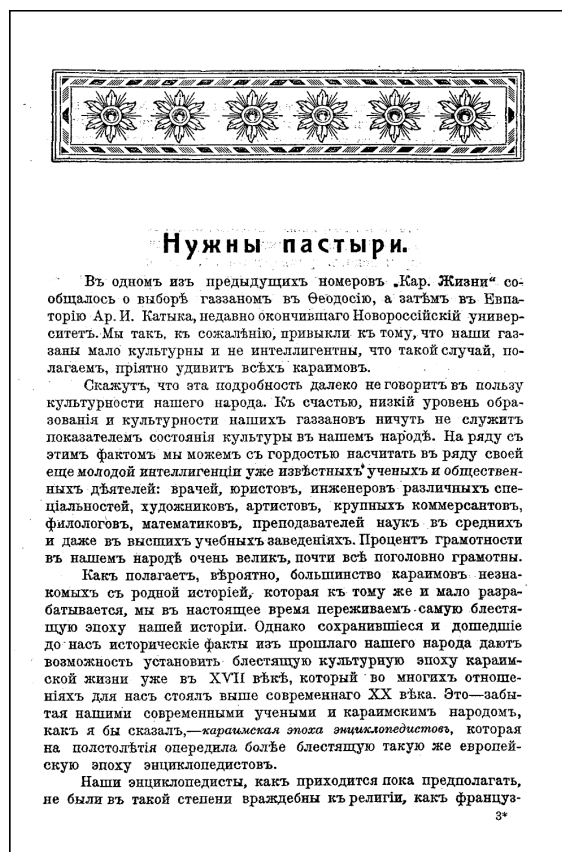 Нужны пастыри.
Въ одномъ изъ предыдущихъ номеровъ „Кар. Жизни“ со-
общалось о выборѣ газзаномъ въ Ѳеодосію, а затѣмъ въ Евпа-
торію Ар. И. Катыка, недавно окончившаго Новороссійскій универ-
ситетъ. Мы такъ, къ сожалѣнію, привыкли къ тому, что наши газ-
заны мало культурны и не интеллигентны, что такой случай, по-
лагаемъ, пріятно удивитъ всѣхъ караимовъ.
Скажутъ, что эта подробность далеко не говоритъ въ пользу
культурности нашего народа. Къ счастью, низкій уровень обра-
зованія и культурности нашихъ газзановъ ничуть не служитъ
показателемъ состоянія культуры въ нашемъ народѣ. На ряду съ
этимъ фактомъ мы можемъ съ гордостью насчитать въ ряду своей
еще молодой интеллигенціи уже извѣстныхъ ученыхъ и обществен-
ныхъ дѣятелей: врачей, юристовъ, инженеровъ различныхъ спе-
ціальностей, художниковъ, артистовъ, крупныхъ коммерсантовъ,
филологовъ, математиковъ, преподавателей наукъ въ среднихъ
и даже въ высшихъ учебныхъ заведеніяхъ. Процентъ грамотности
въ нашемъ народѣ очень великъ, почти всѣ поголовно грамотны.
Какъ полагаетъ, вѣроятно, большинство караимовъ незна-
комыхъ съ родной исторіей, которая къ тому же и мало разра-
батывается, мы въ настоящее время переживаемъ самую блестя-
щую эпоху нашей исторіи. Однако сохранившіеся и дошедшіе
до насъ историческіе факты изъ прошлаго нашего народа даютъ
возможность установить блестящую культурную эпоху караим-
ской жизни уже въ XVII вѣкѣ, который во многихъ отноше-
ніяхъ для насъ стоялъ выше современнаго XX вѣка. Это—забы-
тая нашими современными учеными и караимскимъ народомъ,
какъ я бы сказалъ,—караимская эпоха энциклопедистовъ, которая
на полстолѣтія опередила болѣе блестящую такую же европей-
скую эпоху энциклопедистовъ.
Наши энциклопедисты, какъ приходится пока предполагать,
не были въ такой степени враждебны къ религіи, какъ француз-
3*